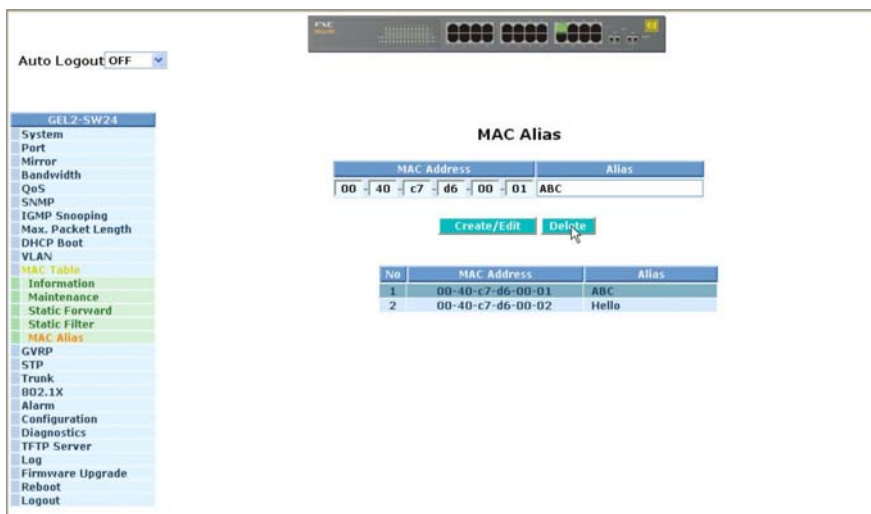 Auto Logout OFF
GEL2-SW24
System
Port
Mirror
Bandwidth
QoS
SNMP
IGMP Snooping
Max. Packet Length
DHCP Boot
VLAN
MAC Table
Information
Maintenance
Static Forward
Static Filter
MAC Alias
GVRP
STP
Trunk
802.1X
Alarm
Configuration
Diagnostics
TFTP Server
Log
Firmware Upgrade
Reboot
Logout
MAC Alias
MAC Address Alias
00 - 40 - c7 - d6 - 00 - 01 ABC
Create/Edit Delete
No MAC Address Alias
1 00-40-c7-d6-00-01 ABC
2 00-40-c7-d6-00-02 Hello